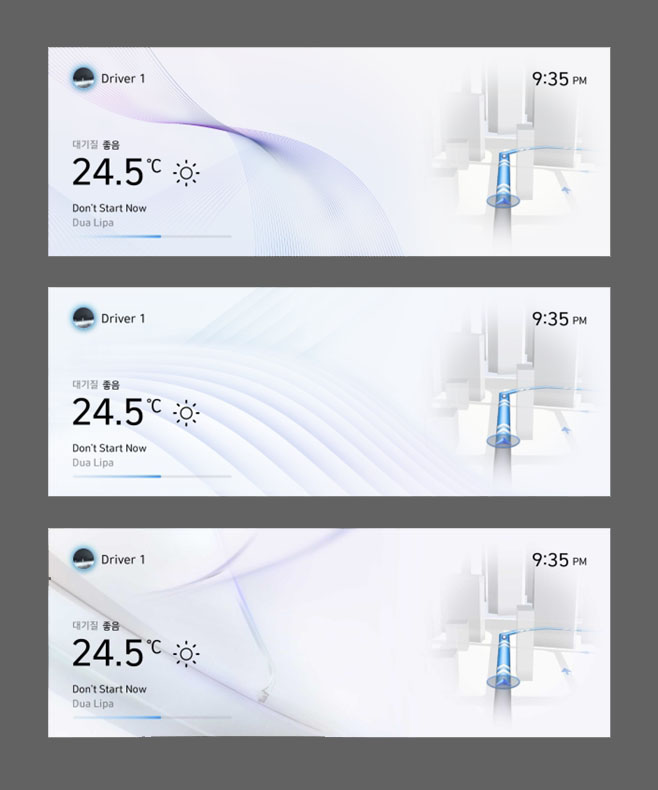 Driver 1
9:35 PM
대기질 좋음
24.5°C
Don't Start Now
Dua Lipa
Driver 1
9:35 PM
대기질 좋음
24.5°C
Don't Start Now
Dua Lipa
Driver 1
9:35 PM
대기질 좋음
24.5°C
Don't Start Now
Dua Lipa